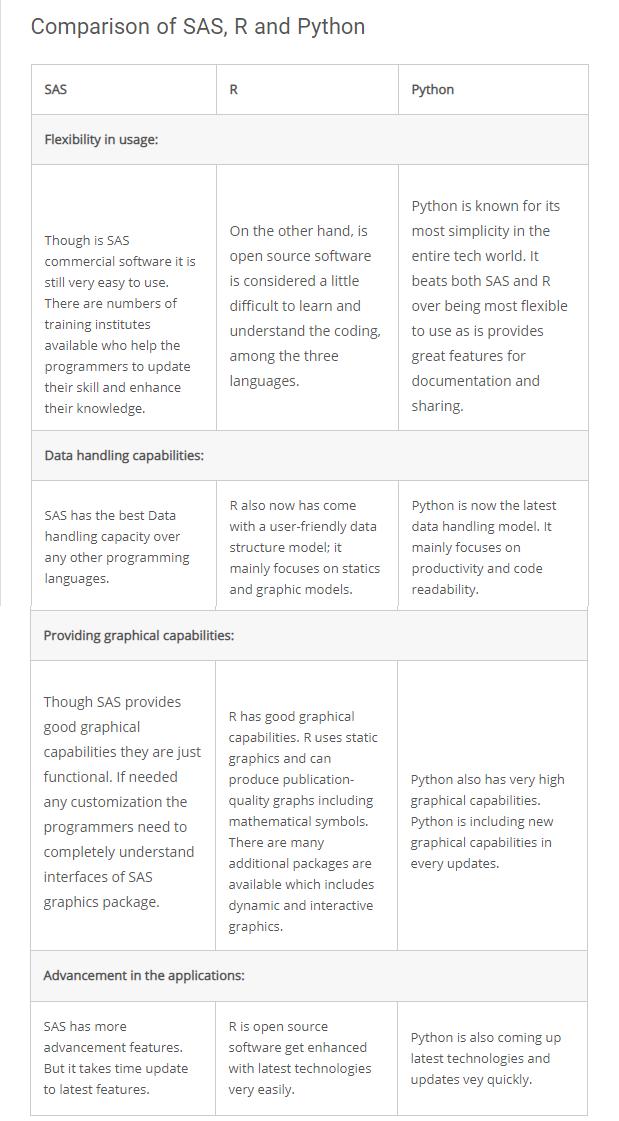 Comparison of SAS, R and Python
SAS
R
Python
Flexibility in usage:
Though is SAS
commercial software it is
still very easy to use.
There are numbers of
training institutes
available who help the
programmers to update
their skill and enhance
their knowledge.
On the other hand, is
open source software
is considered a little
difficult to learn and
understand the coding,
among the three
languages.
Python is known for its
most simplicity in the
entire tech world. It
beats both SAS and R
over being most flexible
to use as is provides
great features for
documentation and
sharing.
Data handling capabilities:
SAS has the best Data
handling capacity over
any other programming
languages.
R also now has come
with a user-friendly data
structure model; it
mainly focuses on statics
and graphic models.
Python is now the latest
data handling model. It
mainly focuses on
productivity and code
readability.
Providing graphical capabilities:
Though SAS provides
good graphical
capabilities they are just
functional. If needed
any customization the
programmers need to
completely understand
interfaces of SAS
graphics package.
R has good graphical
capabilities. R uses static
graphics and can
produce publication-
quality graphs including
mathematical symbols.
There are many
additional packages are
available which includes
dynamic and interactive
graphics.
Python also has very high
graphical capabilities.
Python is including new
graphical capabilities in
every updates.
Advancement in the applications:
SAS has more
advancement features.
But it takes time update
to latest features.
R is open source
software get enhanced
with latest technologies
very easily.
Python is also coming up
latest technologies and
updates vey quickly.